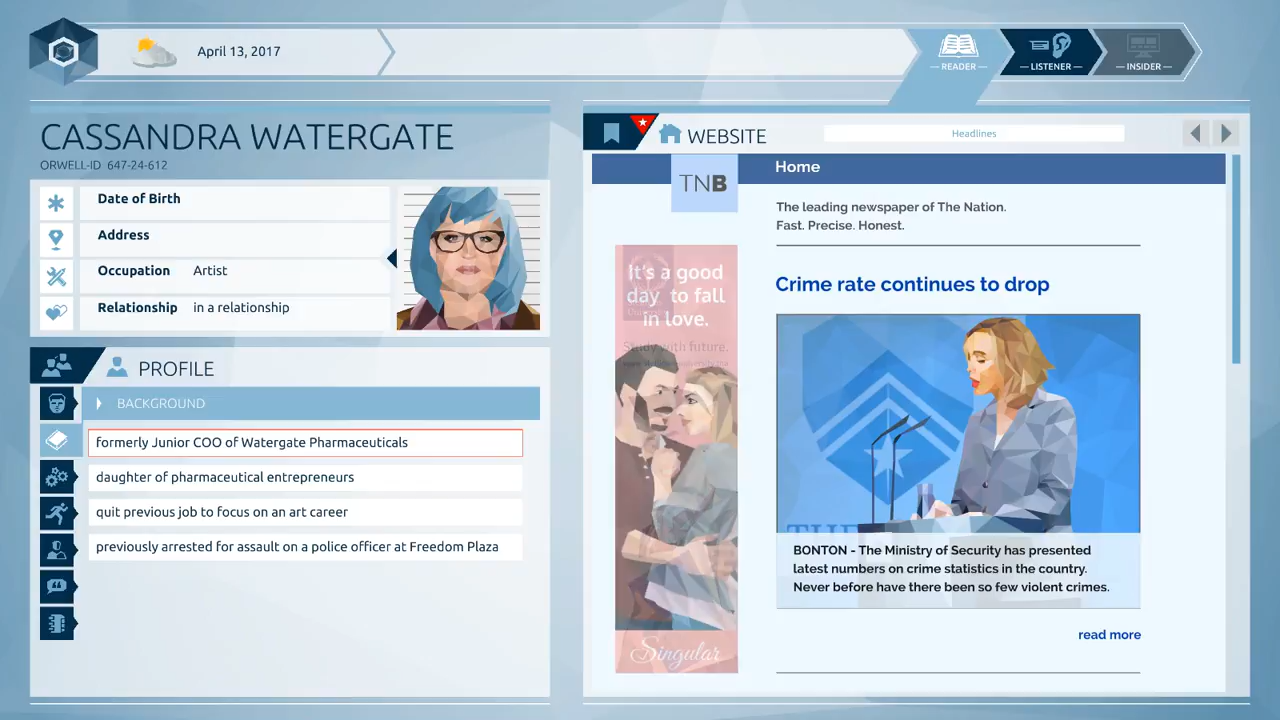 April 13, 2017
READER
LISTENER
INSIDER
CASSANDRA WATERGATE
ORWELL-ID 647-24-612
Date of Birth
Address
Occupation Artist
Relationship in a relationship
PROFILE
BACKGROUND
formerly Junior COO of Watergate Pharmaceuticals
daughter of pharmaceutical entrepreneurs
quit previous job to focus on an art career
previously arrested for assault on a police officer at Freedom Plaza
WEBSITE
Headlines
TNB
Home
The leading newspaper of The Nation.
Fast. Precise. Honest.
It's a good
day to fall
in love.
Study with future.
Singular
Crime rate continues to drop
THE
BONTON - The Ministry of Security has presented
latest numbers on crime statistics in the country.
Never before have there been so few violent crimes.
read more